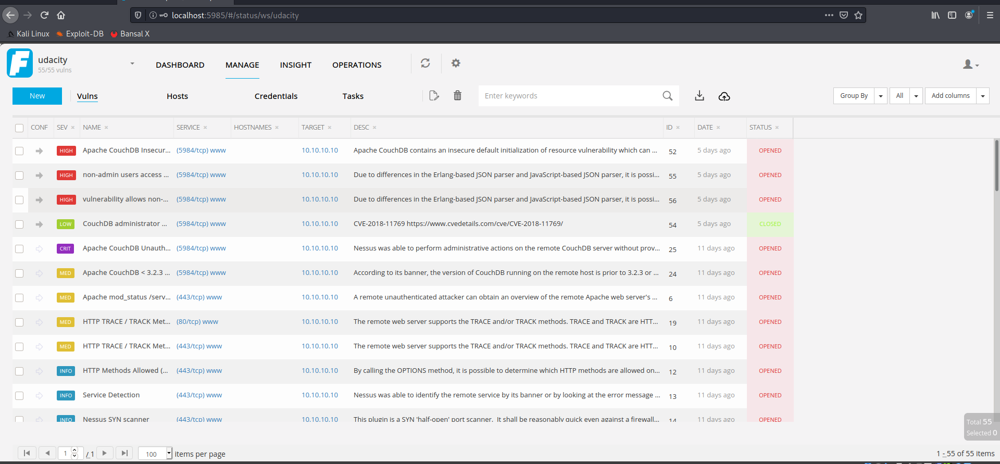 localhost:5985/#/status/ws/udacity
Kali Linux Exploit-DB Bansal X
udacity
55/55 vulns
DASHBOARD MANAGE INSIGHT OPERATIONS
New Vulns Hosts Credentials Tasks Enter keywords Group By All Add columns
CONF SEV NAME SERVICE HOSTNAMES TARGET DESC ID DATE STATUS
HIGH Apache CouchDB Insecur... (5984/tcp) www 10.10.10.10 Apache CouchDB contains an insecure default initialization of resource vulnerability which can ... 52 5 days ago OPENED
HIGH non-admin users access ... (5984/tcp) www 10.10.10.10 Due to differences in the Erlang-based JSON parser and JavaScript-based JSON parser, it is possi... 55 5 days ago OPENED
HIGH vulnerability allows non-... (5984/tcp) www 10.10.10.10 Due to differences in the Erlang-based JSON parser and JavaScript-based JSON parser, it is possi... 56 5 days ago OPENED
LOW CouchDB administrator ... (5984/tcp) www 10.10.10.10 CVE-2018-11769 https://www.cvedetails.com/cve/CVE-2018-11769/ 54 5 days ago CLOSED
CRIT Apache CouchDB Unauth... (5984/tcp) www 10.10.10.10 Nessus was able to perform administrative actions on the remote CouchDB server without prov... 25 11 days ago OPENED
MED Apache CouchDB < 3.2.3 ... (5984/tcp) www 10.10.10.10 According to its banner, the version of CouchDB running on the remote host is prior to 3.2.3 or ... 24 11 days ago OPENED
MED Apache mod_status /serv... (443/tcp) www 10.10.10.10 A remote unauthenticated attacker can obtain an overview of the remote Apache web server's ... 6 11 days ago OPENED
MED HTTP TRACE / TRACK Met... (80/tcp) www 10.10.10.10 The remote web server supports the TRACE and/or TRACK methods. TRACE and TRACK are HTT... 19 11 days ago OPENED
MED HTTP TRACE / TRACK Met... (443/tcp) www 10.10.10.10 The remote web server supports the TRACE and/or TRACK methods. TRACE and TRACK are HTT... 10 11 days ago OPENED
INFO HTTP Methods Allowed (... (443/tcp) www 10.10.10.10 By calling the OPTIONS method, it is possible to determine which HTTP methods are allowed on... 12 11 days ago OPENED
INFO Service Detection (443/tcp) www 10.10.10.10 Nessus was able to identify the remote service by its banner or by looking at the error message ... 13 11 days ago OPENED
INFO Nessus SYN scanner (443/tcp) www 10.10.10.10 This plugin is a SYN 'half-open' port scanner. It shall be reasonably quick even against a firewall... 14 11 days ago OPENED
Total 55
Selected 0
1 / 1 100 items per page 1 - 55 of 55 items